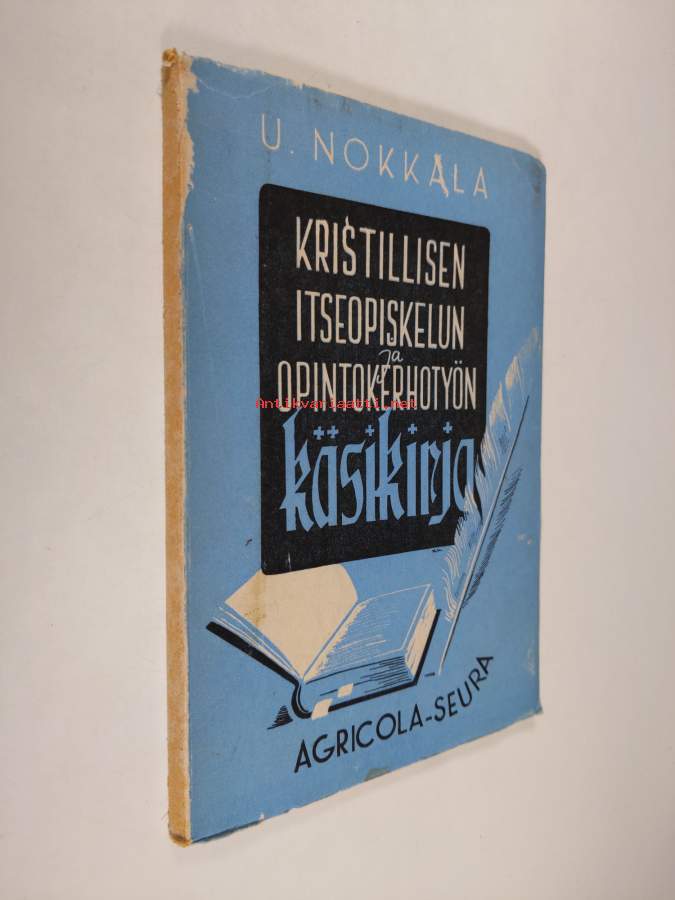 U. NOKKALA
KRISTILLISEN
ITSEOPISKELUN
ja
OPINTOKERHOTYÖN
Antikvariaatti.net
käsikirja
AGRICOLA-SEURA